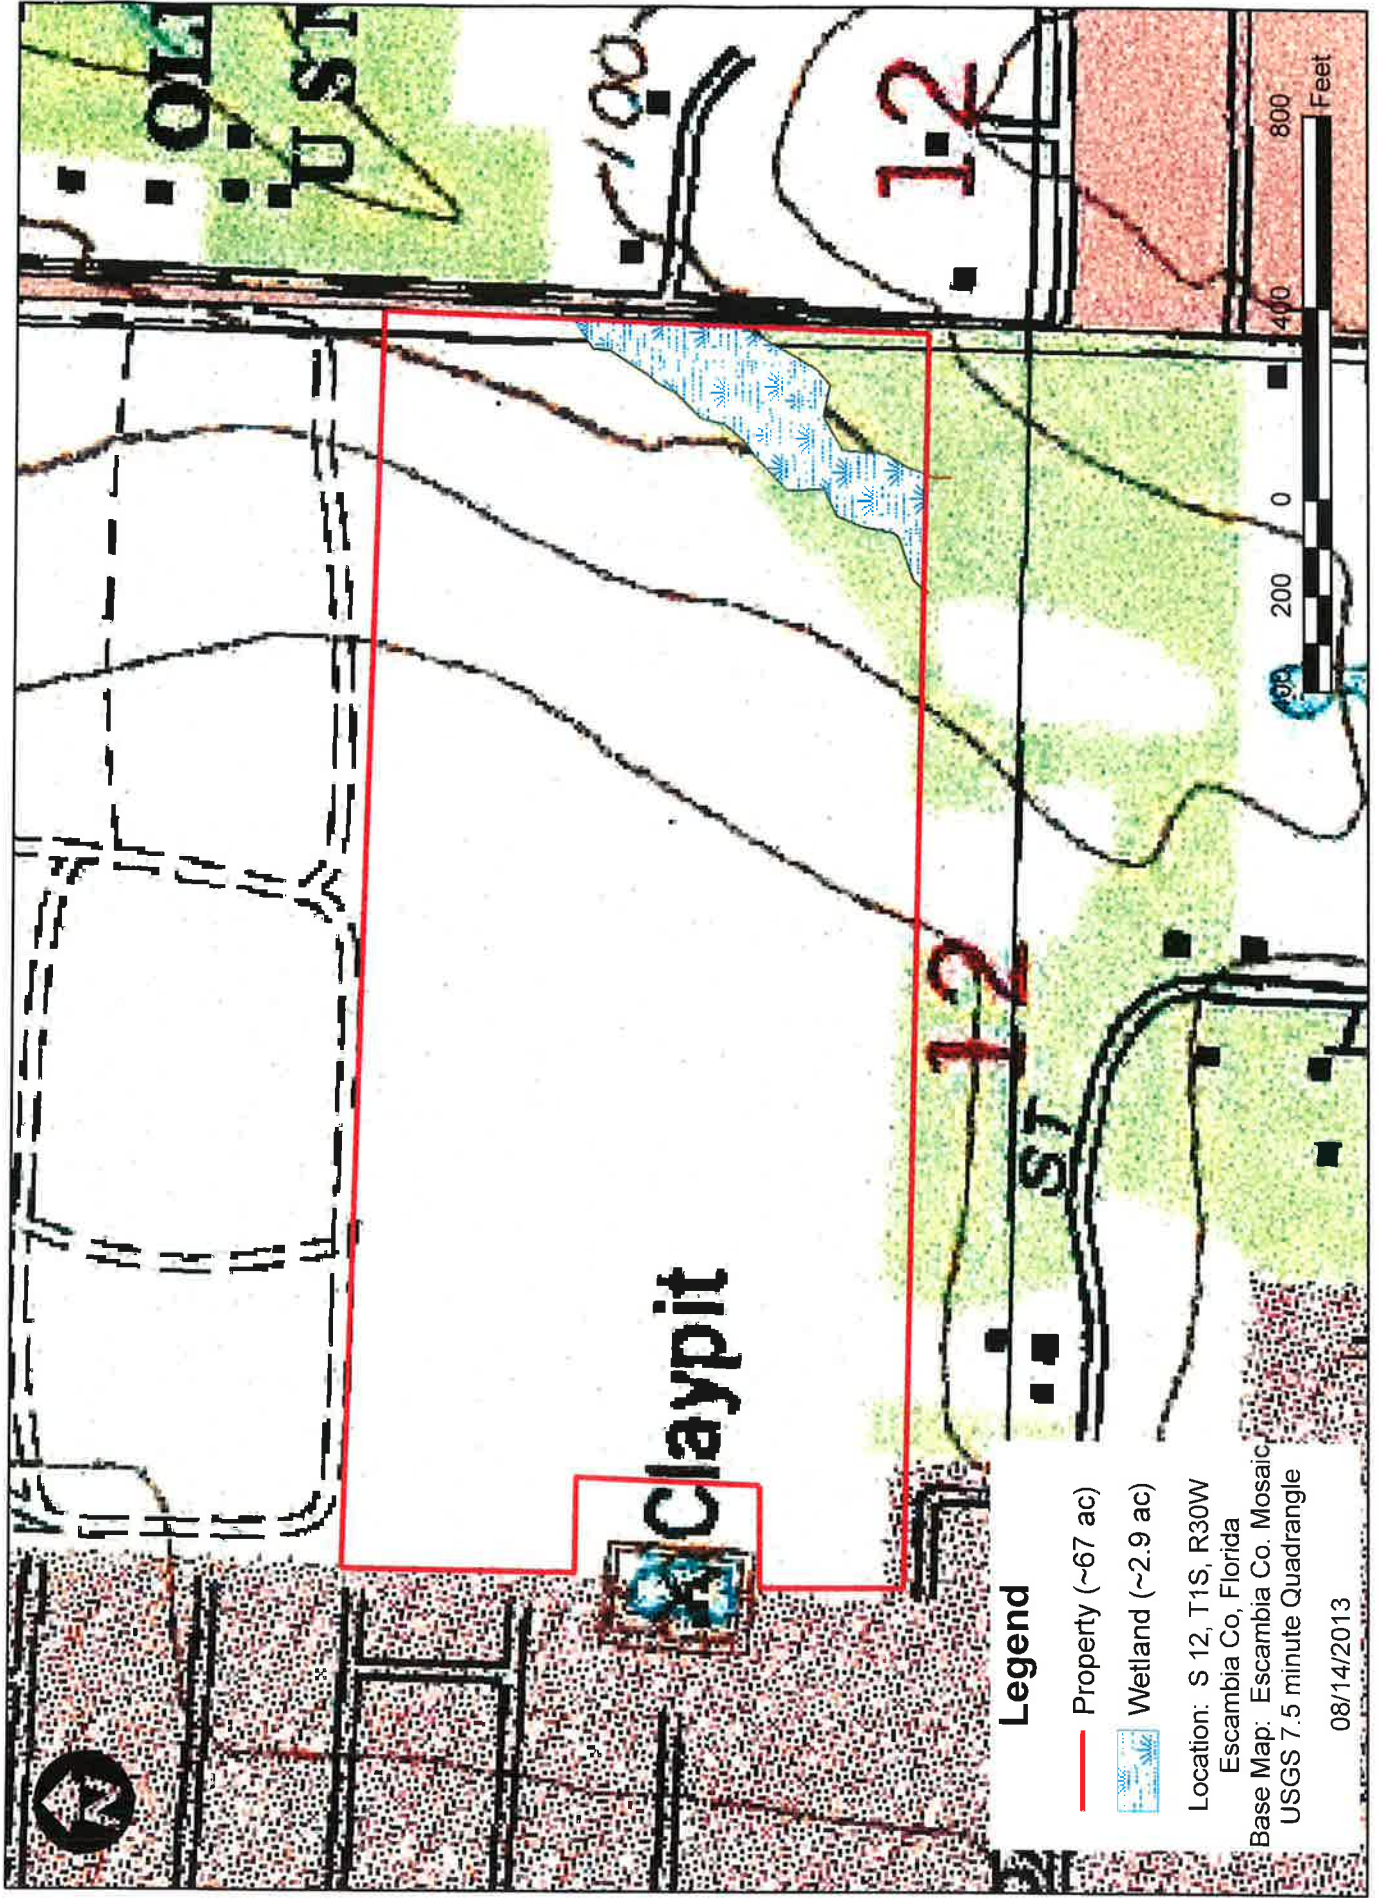 N
OL
U ST
100
12
Claypit
12
ST
Legend
Property (~67 ac)
Wetland (~2.9 ac)
Location: S 12, T1S, R30W
Escambia Co, Florida
Base Map: Escambia Co. Mosaic,
USGS 7.5 minute Quadrangle
08/14/2013
400 200 0 400 800
Feet